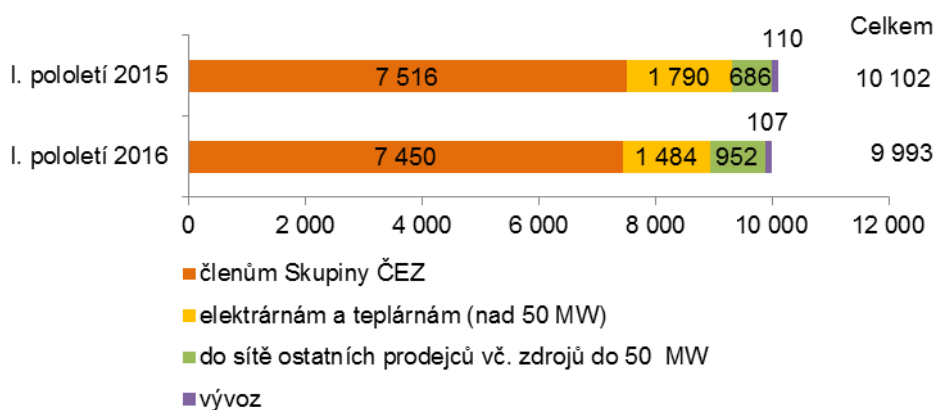 110
Celkem
I. pololetí 2015
7 516
1 790
686
10 102
107
I. pololetí 2016
7 450
1 484
952
9 993
0
2 000
4 000
6 000
8 000
10 000
12 000
členům Skupiny ČEZ
elektrárnám a teplárnám (nad 50 MW)
do sítě ostatních prodejců vč. zdrojů do 50 MW
vývoz